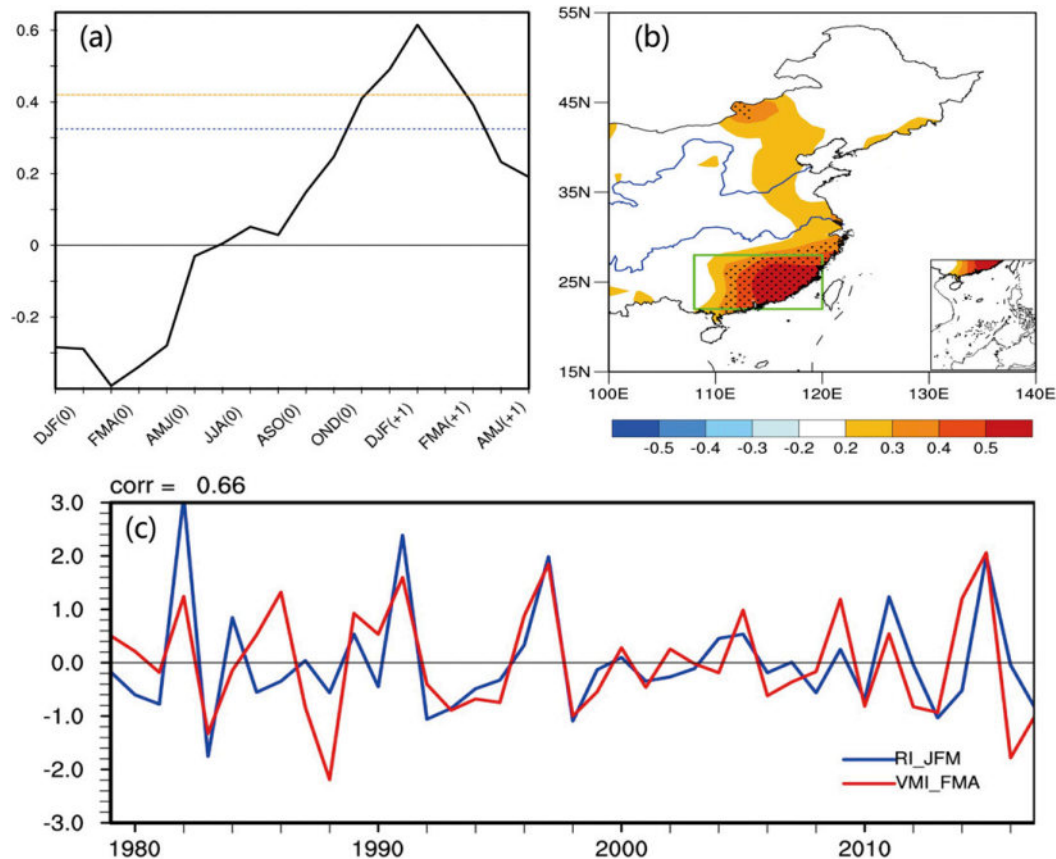 (a)
0.6
0.4
0.2
0
-0.2
DJF(0)
FMA(0)
AMJ(0)
JJA(0)
ASO(0)
OND(0)
DJF(+1)
FMA(+1)
AMJ(+1)
(b)
55N
45N
35N
25N
15N
100E 110E 120E 130E 140E
-0.5 -0.4 -0.3 -0.2 0.2 0.3 0.4 0.5
corr = 0.66
(c)
3.0
2.0
1.0
0.0
-1.0
-2.0
-3.0
RI_JFM
VMI_FMA
1980 1990 2000 2010